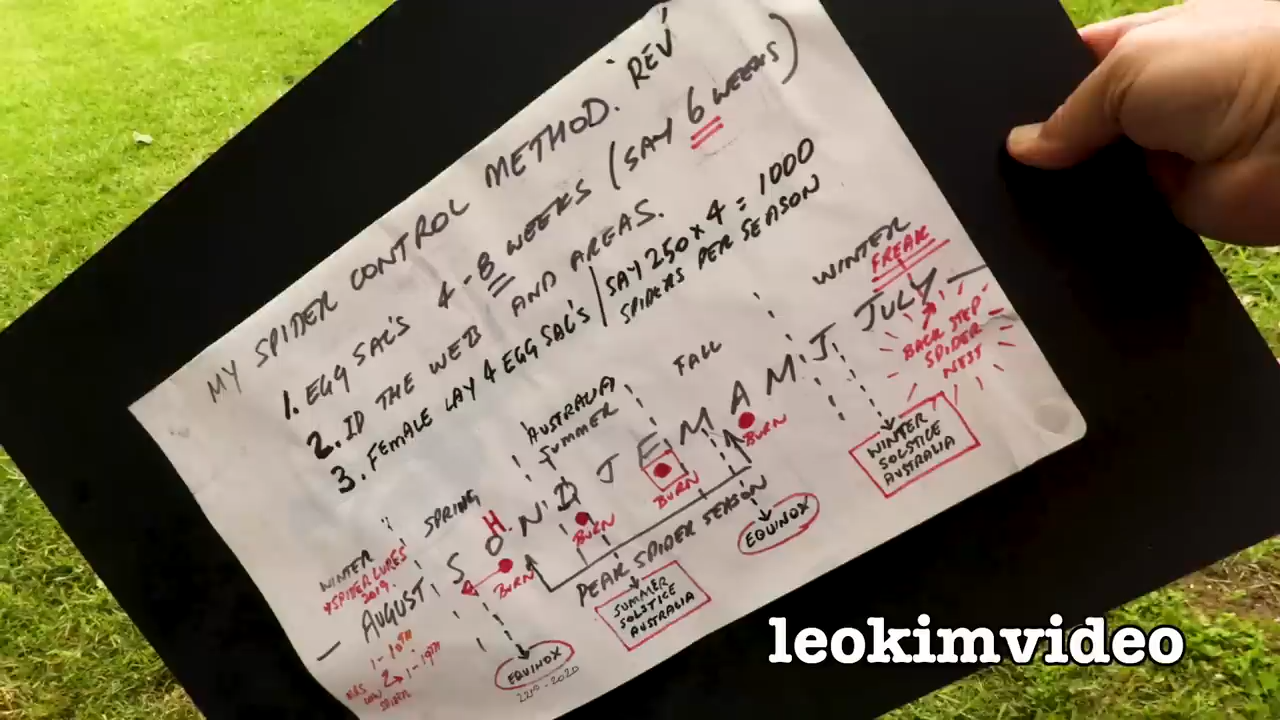 MY SPIDER CONTROL METHOD. REV
1. EGG SAC'S 4-8 WEEKS (SAY 6 WEEKS)
2. ID THE WEB AND AREAS.
3. FEMALE LAY 4 EGG SAC'S / SAY 250 x 4 = 1000
SPIDERS PER SEASON
WINTER
FREAK
FALL
AUSTRALIA
SUMMER
SPRING
WINTER
SPIDER LURES
2019.
AUGUST S O N D J F M A M J JULY
H.
BURN
BURN
BURN
BURN
BACK STEP
SPIDER
NEST
PEAK SPIDER SEASON
WINTER
SOLSTICE
AUSTRALIA
EQUINOX
SUMMER
SOLSTICE
AUSTRALIA
EQUINOX
22ND-2020
SPIDER
leokimvideo